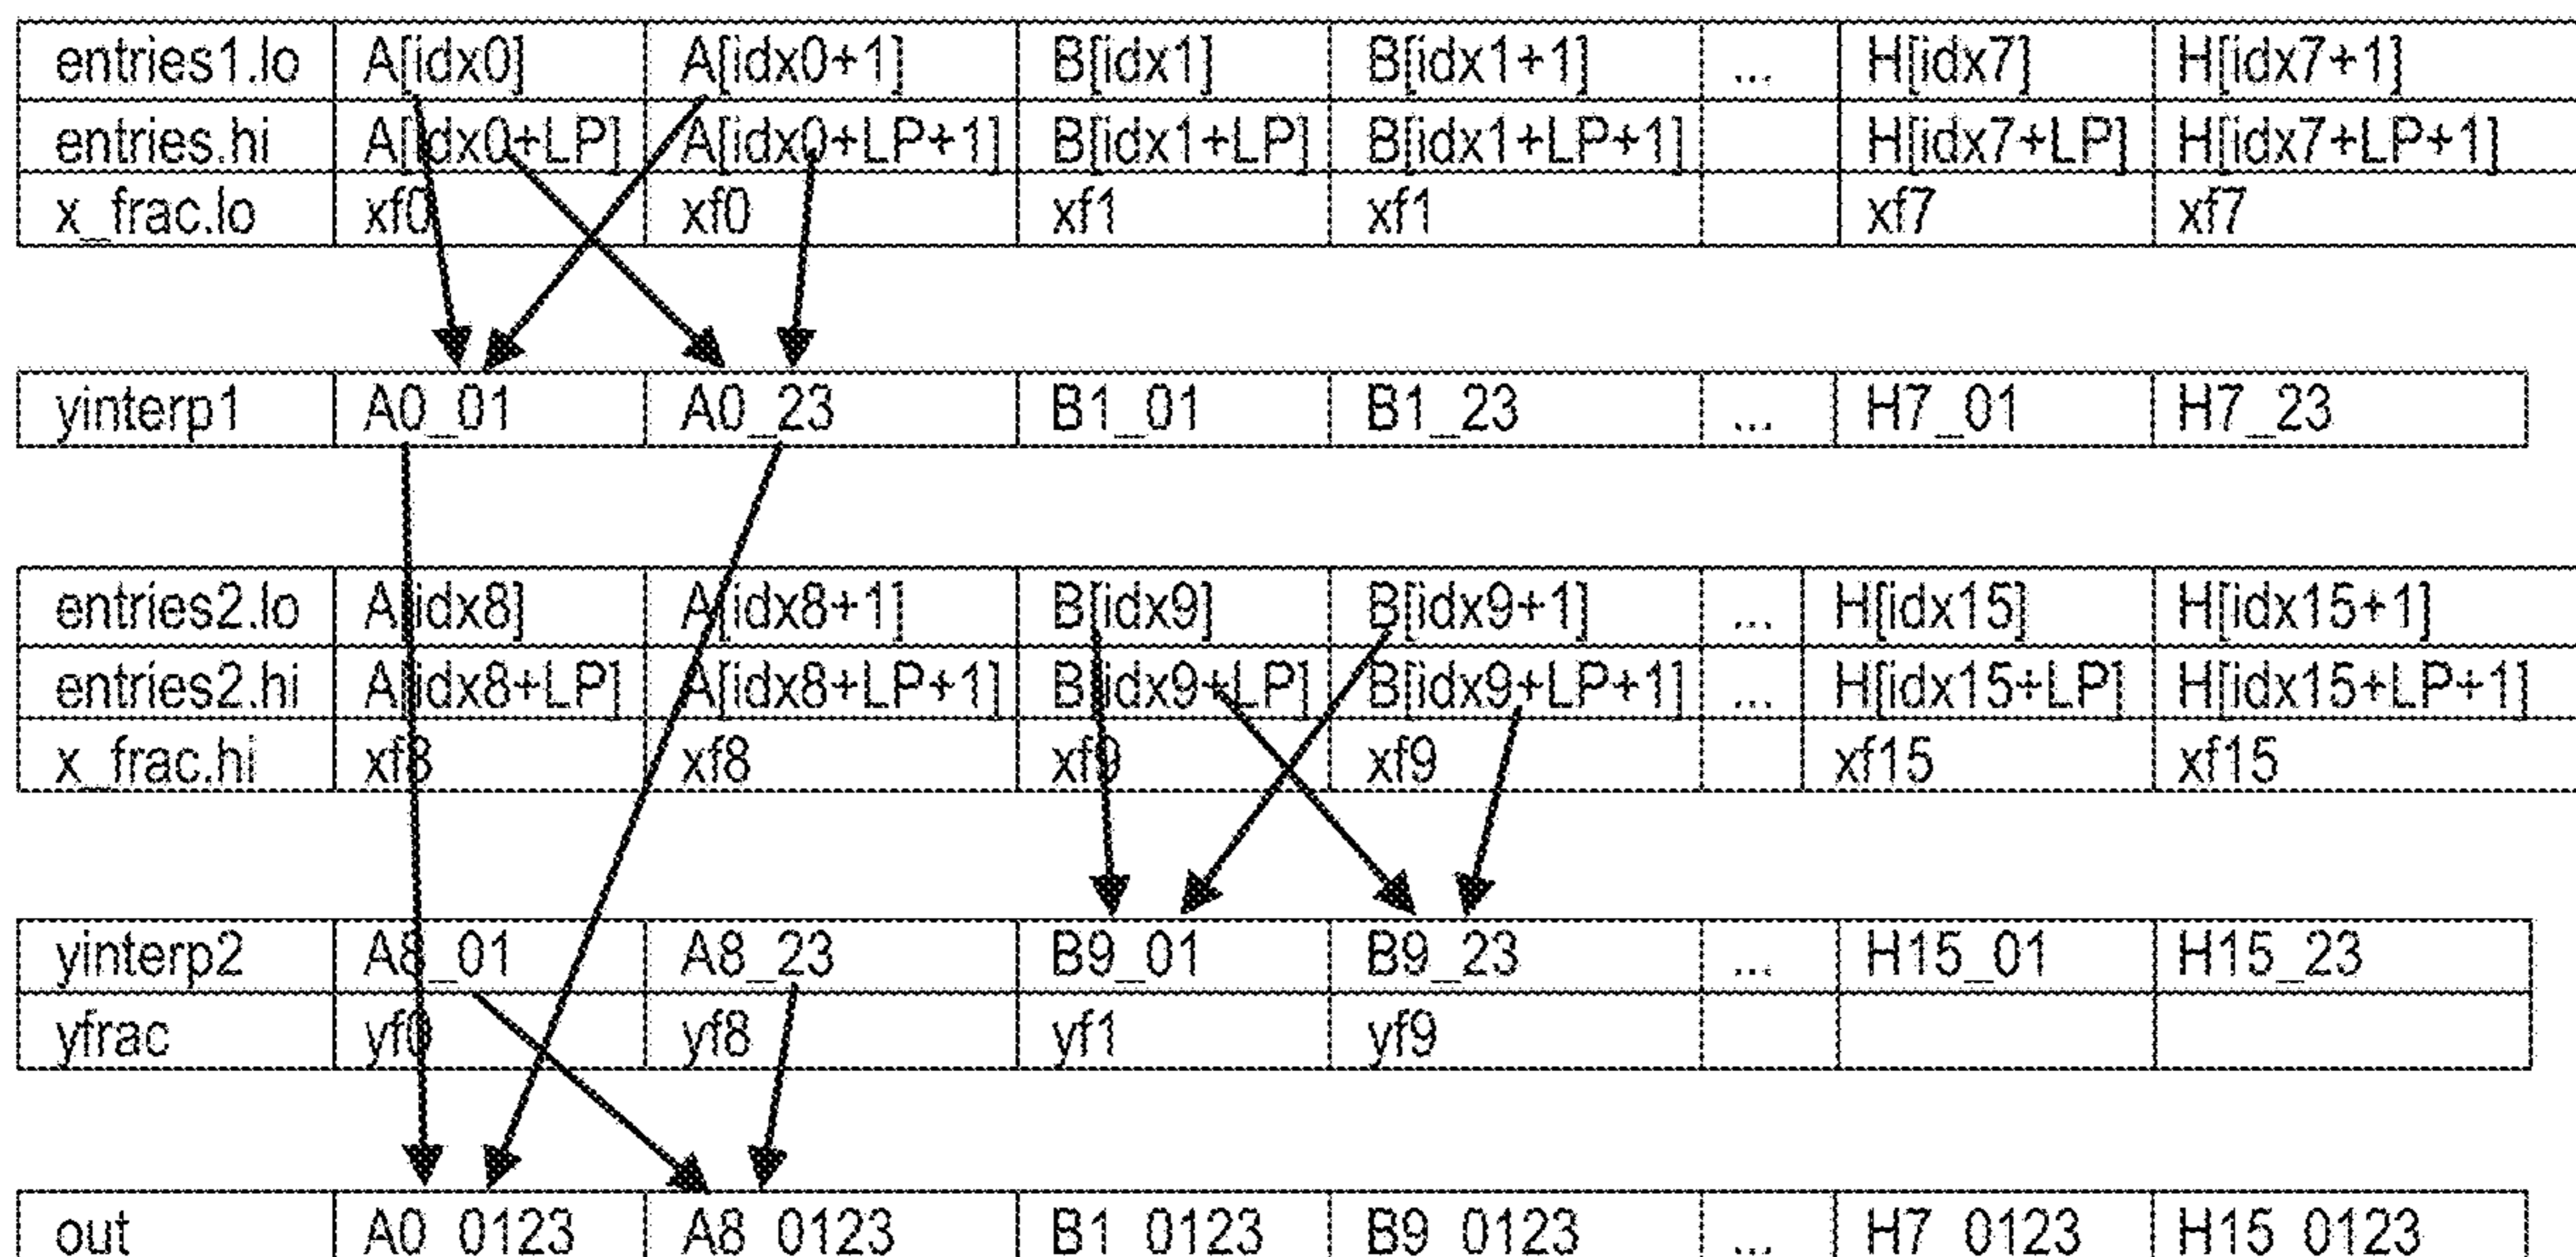 entries1.lo A[idx0] A[idx0+1] B[idx1] B[idx1+1] ... H[idx7] H[idx7+1]
entries.hi A[idx0+LP] A[idx0+LP+1] B[idx1+LP] B[idx1+LP+1] H[idx7+LP] H[idx7+LP+1]
x_frac.lo xf0 xf0 xf1 xf1 xf7 xf7
yinterp1 A0_01 A0_23 B1_01 B1_23 ... H7_01 H7_23
entries2.lo A[idx8] A[idx8+1] B[idx9] B[idx9+1] ... H[idx15] H[idx15+1]
entries2.hi A[idx8+LP] A[idx8+LP+1] B[idx9+LP] B[idx9+LP+1] ... H[idx15+LP] H[idx15+LP+1]
x_frac.hi xf8 xf8 xf9 xf9 xf15 xf15
yinterp2 A8_01 A8_23 B9_01 B9_23 ... H15_01 H15_23
yfrac yf0 yf8 yf1 yf9
out A0_0123 A8_0123 B1_0123 B9_0123 ... H7_0123 H15_0123